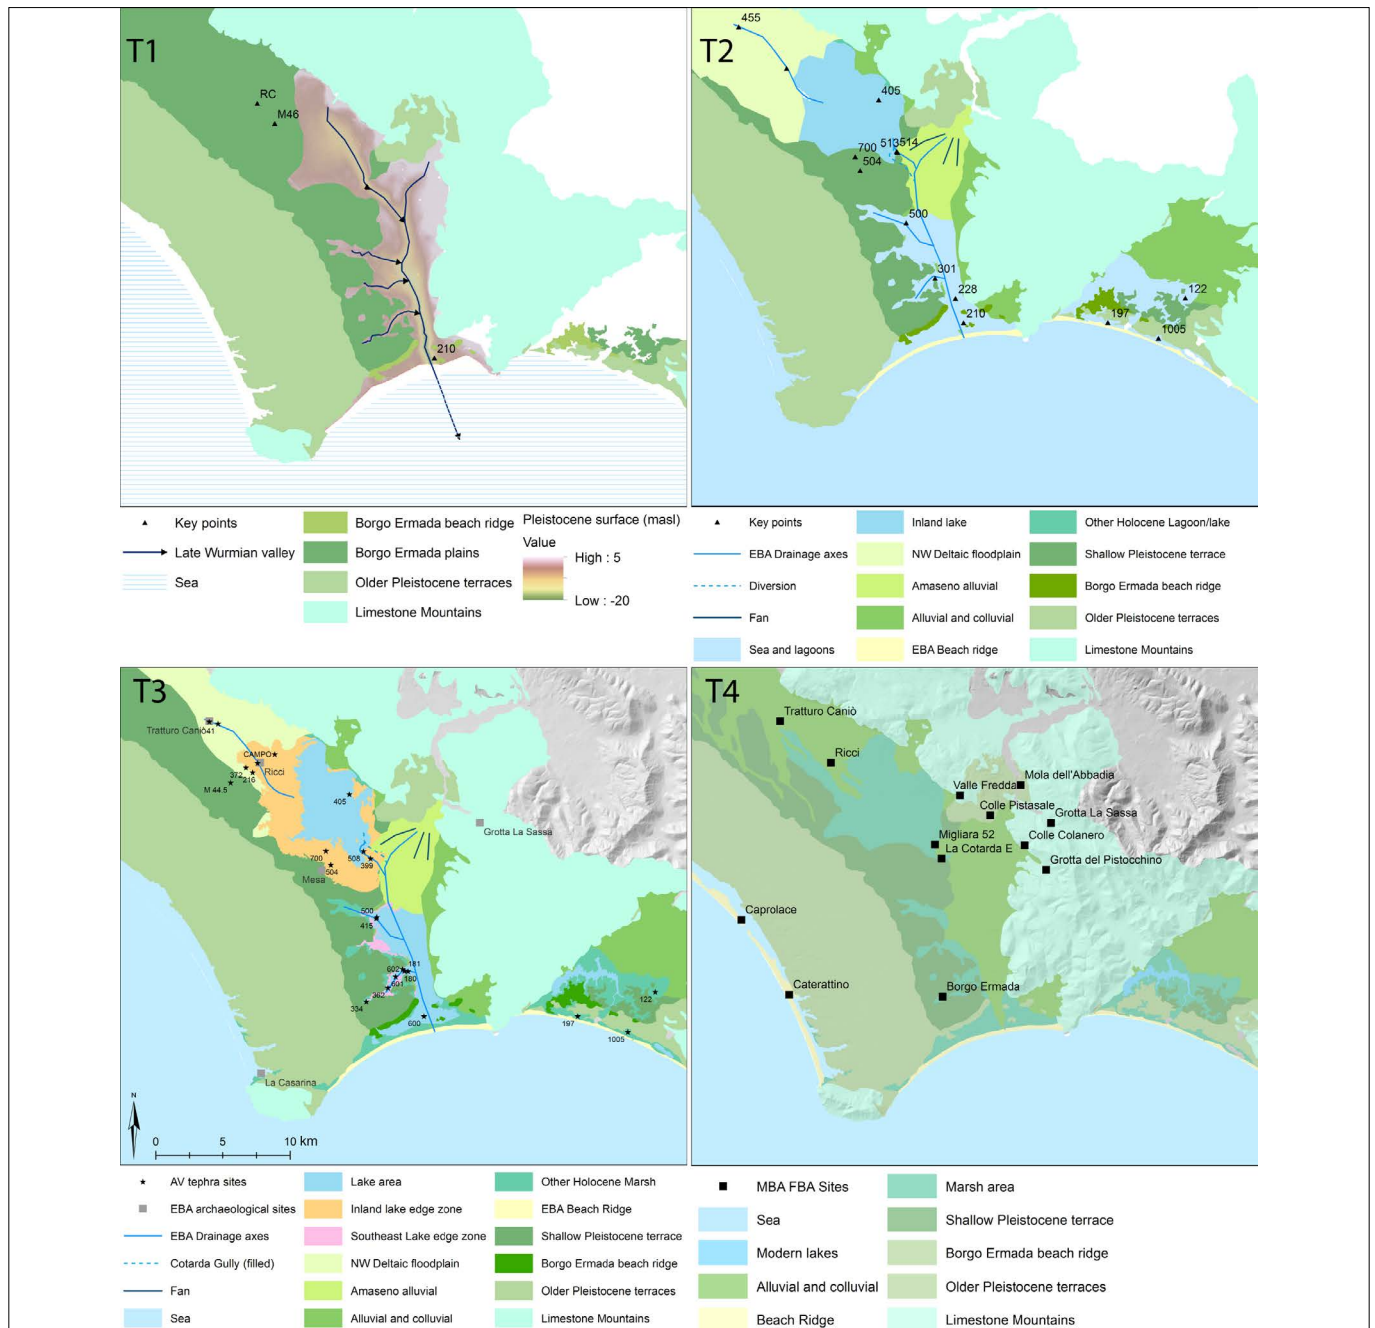 T1
RC
M46
210
Key points
Late Wurmian valley
Sea
Borgo Ermada beach ridge
Borgo Ermada plains
Older Pleistocene terraces
Limestone Mountains
Pleistocene surface (masl)
Value
High : 5
Low : -20
T2
455
405
513514
700
504
500
301
228
210
122
197
1005
Key points
EBA Drainage axes
Diversion
Fan
Sea and lagoons
Inland lake
NW Deltaic floodplain
Amaseno alluvial
Alluvial and colluvial
EBA Beach ridge
Other Holocene Lagoon/lake
Shallow Pleistocene terrace
Borgo Ermada beach ridge
Older Pleistocene terraces
Limestone Mountains
T3
Tratturo Caniò41
CAMPO
Ricci
372
216
M 44.5
405
Grotta La Sassa
700
508
399
504
Mesa
500
415
181
602
180
601
362
334
600
122
197
1005
La Casarina
N
0 5 10 km
AV tephra sites
EBA archaeological sites
EBA Drainage axes
Cotarda Gully (filled)
Fan
Sea
Lake area
Inland lake edge zone
Southeast Lake edge zone
NW Deltaic floodplain
Amaseno alluvial
Alluvial and colluvial
Other Holocene Marsh
EBA Beach Ridge
Shallow Pleistocene terrace
Borgo Ermada beach ridge
Older Pleistocene terraces
Limestone Mountains
T4
Tratturo Caniò
Ricci
Mola dell'Abbadia
Valle Fredda
Colle Pistasale
Grotta La Sassa
Migliara 52
Colle Colanero
La Cotarda E
Grotta del Pistocchino
Caprolace
Caterattino
Borgo Ermada
MBA FBA Sites
Sea
Modern lakes
Alluvial and colluvial
Beach Ridge
Marsh area
Shallow Pleistocene terrace
Borgo Ermada beach ridge
Older Pleistocene terraces
Limestone Mountains